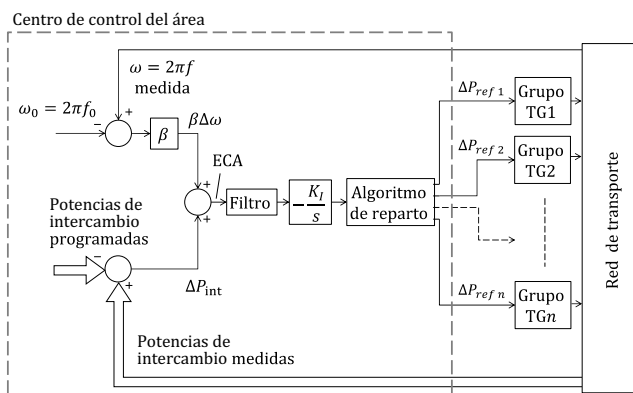 Centro de control del área
ω = 2πf
medida
ω₀ = 2πf₀
+
−
β
βΔω
ECA
+
+
Potencias de
intercambio
programadas
−
+
ΔP_int
Filtro
− K_I / s
Algoritmo
de reparto
ΔP_ref 1
Grupo
TG1
ΔP_ref 2
Grupo
TG2
ΔP_ref n
Grupo
TGn
Red de transporte
Potencias de
intercambio medidas